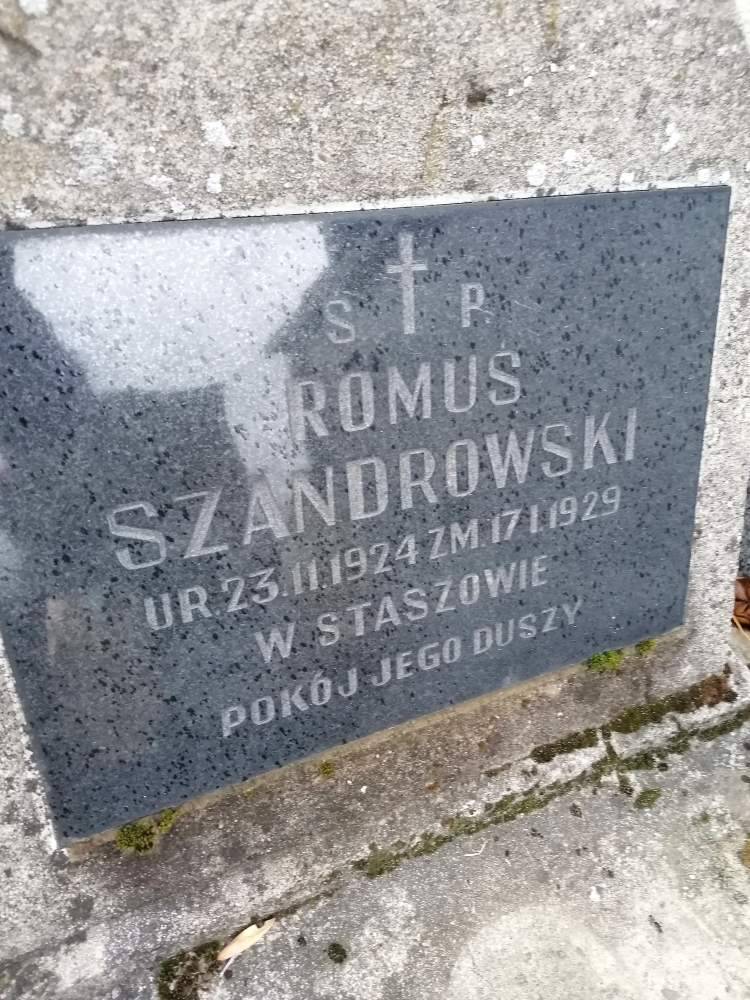 S † P
ROMUŚ
SZANDROWSKI
UR.23.II.1924 ZM.17 I.1929
W STASZOWIE
POKÓJ JEGO DUSZY